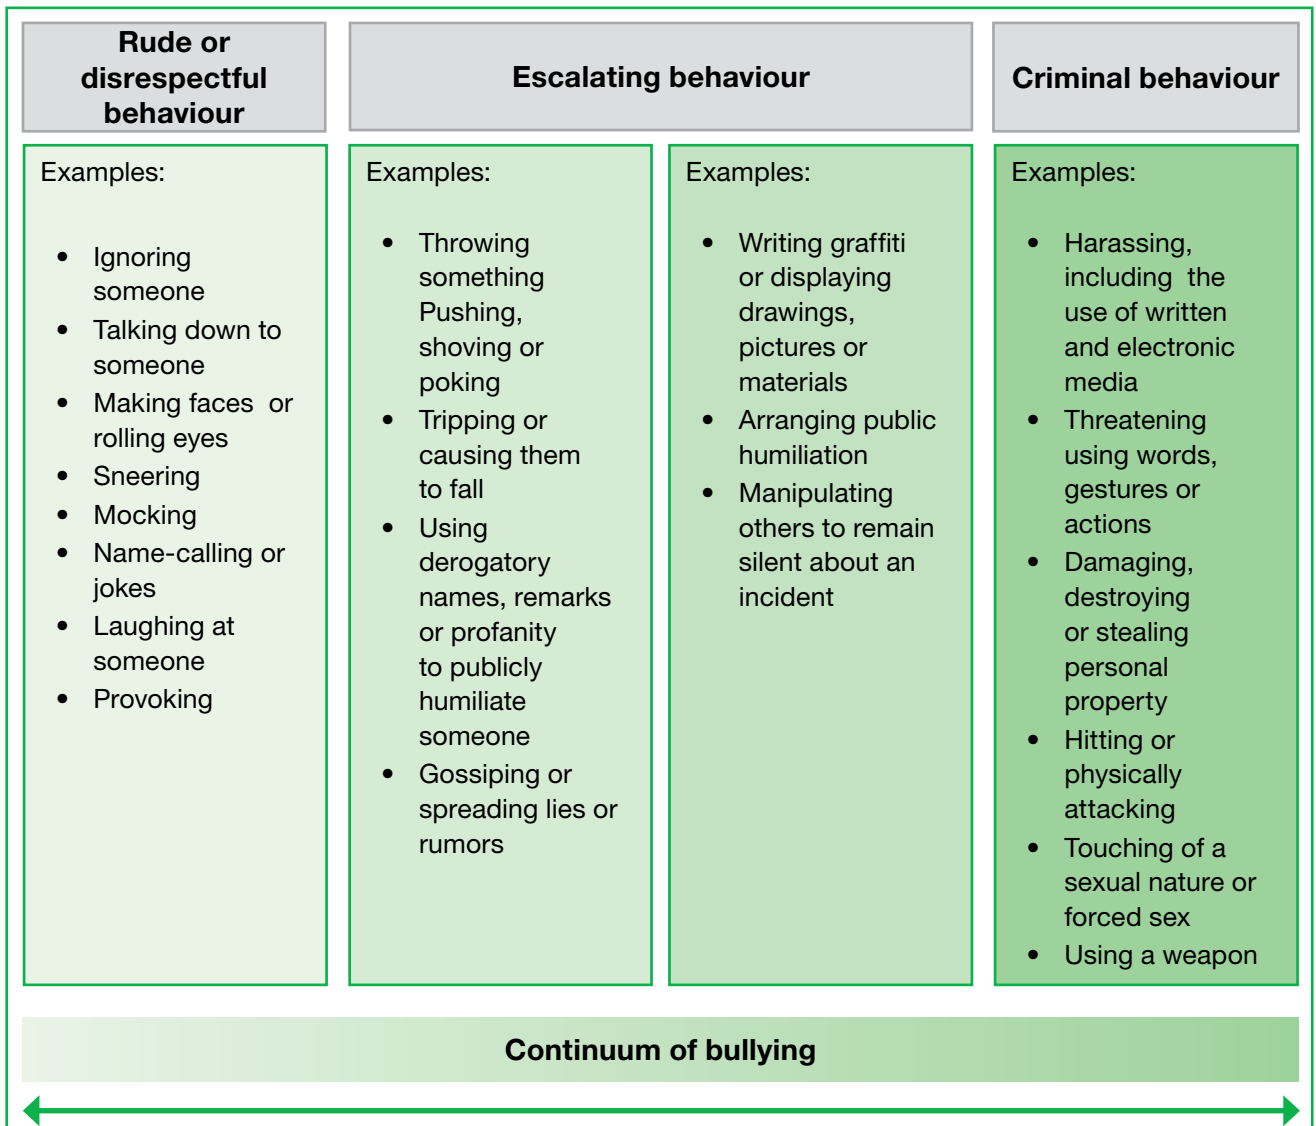 Rude or
disrespectful
behaviour
Escalating behaviour
Criminal behaviour
Examples:
• Ignoring
someone
• Talking down to
someone
• Making faces  or
rolling eyes
• Sneering
• Mocking
• Name-calling or
jokes
• Laughing at
someone
• Provoking
Examples:
• Throwing
something
Pushing,
shoving or
poking
• Tripping or
causing them
to fall
• Using
derogatory
names, remarks
or profanity
to publicly
humiliate
someone
• Gossiping or
spreading lies or
rumors
Examples:
• Writing graffiti
or displaying
drawings,
pictures or
materials
• Arranging public
humiliation
• Manipulating
others to remain
silent about an
incident
Examples:
• Harassing,
including  the
use of written
and electronic
media
• Threatening
using words,
gestures or
actions
• Damaging,
destroying
or stealing
personal
property
• Hitting or
physically
attacking
• Touching of a
sexual nature or
forced sex
• Using a weapon
Continuum of bullying